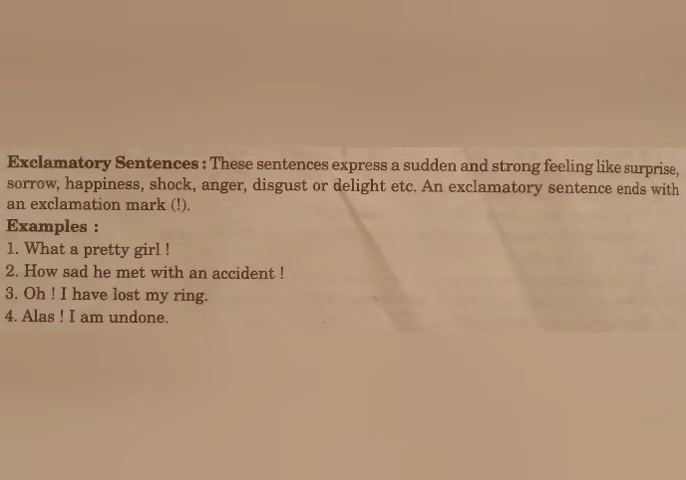 Exclamatory Sentences : These sentences express a sudden and strong feeling like surprise,
sorrow, happiness, shock, anger, disgust or delight etc. An exclamatory sentence ends with
an exclamation mark (!).
Examples :
1. What a pretty girl !
2. How sad he met with an accident !
3. Oh ! I have lost my ring.
4. Alas ! I am undone.